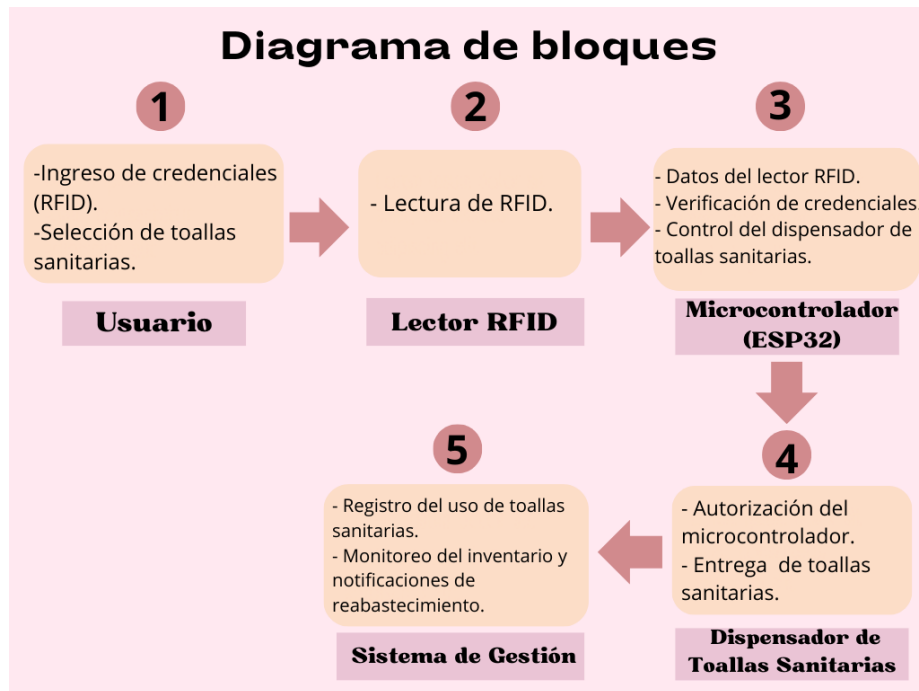 Diagrama de bloques
1
-Ingreso de credenciales
(RFID).
-Selección de toallas
sanitarias.
Usuario
2
- Lectura de RFID.
Lector RFID
3
- Datos del lector RFID.
- Verificación de credenciales.
- Control del dispensador de
toallas sanitarias.
Microcontrolador
(ESP32)
4
- Autorización del
microcontrolador.
- Entrega de toallas
sanitarias.
Dispensador de
Toallas Sanitarias
5
- Registro del uso de toallas
sanitarias.
- Monitoreo del inventario y
notificaciones de
reabastecimiento.
Sistema de Gestión